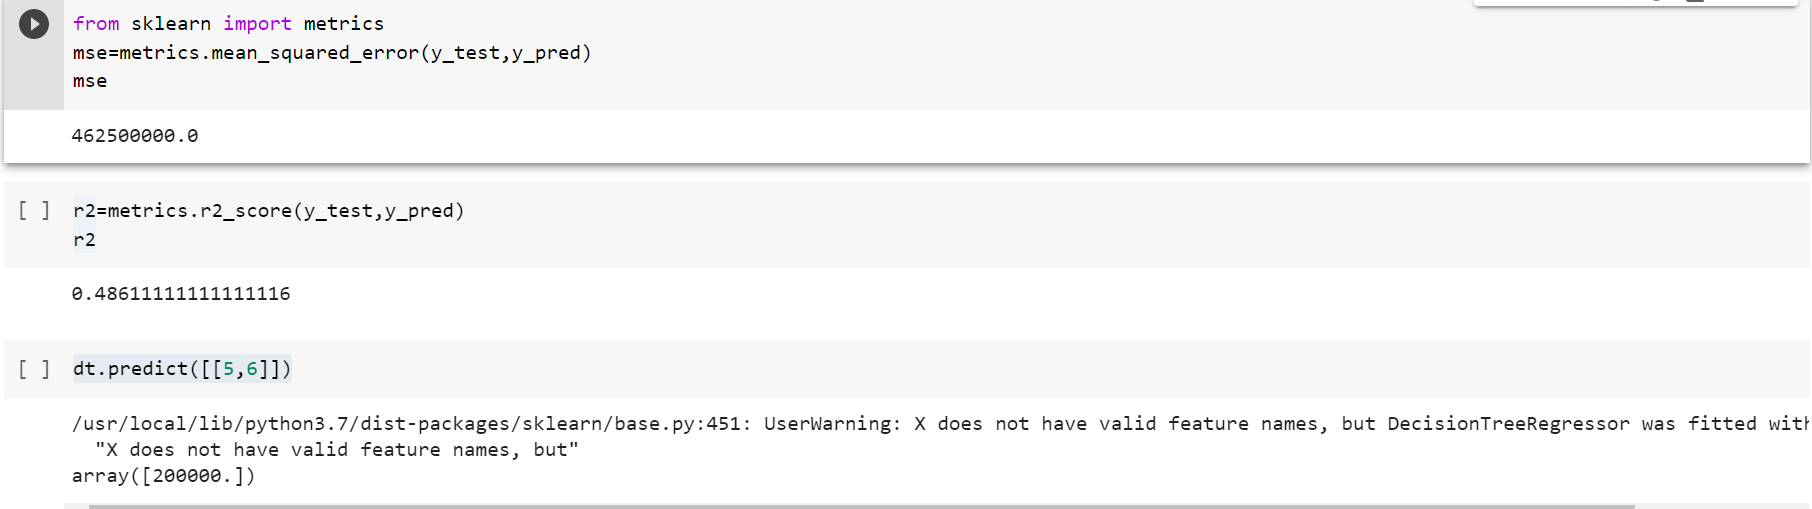 from sklearn import metrics
mse=metrics.mean_squared_error(y_test,y_pred)
mse
462500000.0
[ ] r2=metrics.r2_score(y_test,y_pred)
r2
0.48611111111111116
[ ] dt.predict([[5,6]])
/usr/local/lib/python3.7/dist-packages/sklearn/base.py:451: UserWarning: X does not have valid feature names, but DecisionTreeRegressor was fitted with
"X does not have valid feature names, but"
array([200000.])